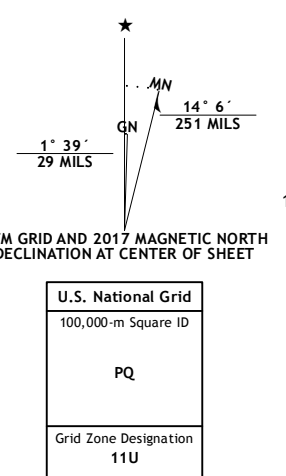 MN
14° 6´
251 MILS
GN
1° 39´
29 MILS
M GRID AND 2017 MAGNETIC NORTH
DECLINATION AT CENTER OF SHEET
1
U.S. National Grid
100,000-m Square ID
PQ
Grid Zone Designation
11U